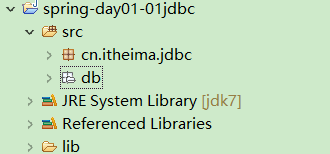 spring-day01-01jdbc
src
cn.itheima.jdbc
db
JRE System Library [jdk7]
Referenced Libraries
lib